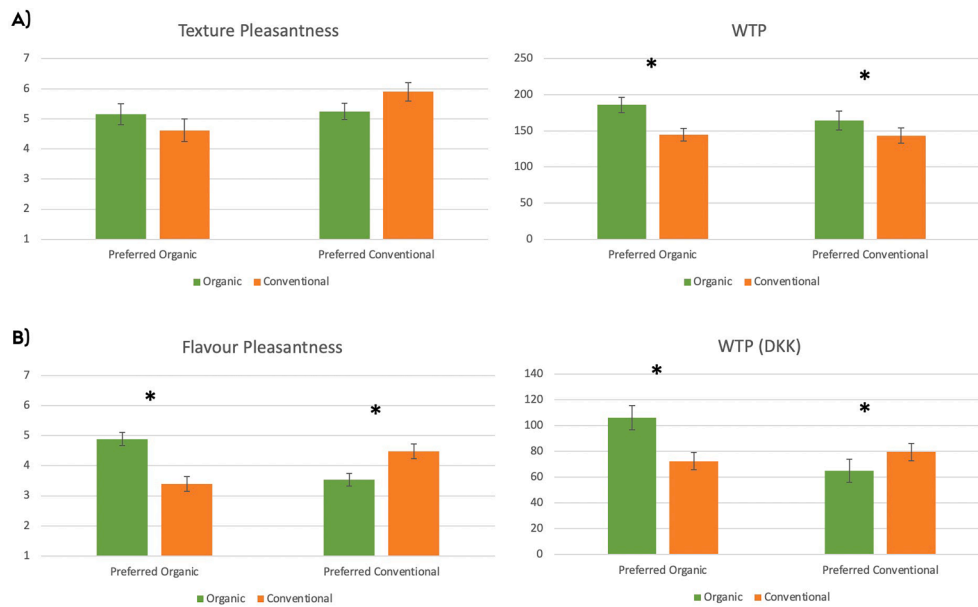 A)
Texture Pleasantness
7
6
5
4
3
2
1
Preferred Organic Preferred Conventional
Organic Conventional
WTP
250
200
150
100
50
0
* *
Preferred Organic Preferred Conventional
Organic Conventional
B)
Flavour Pleasantness
7
6
5
4
3
2
1
* *
Preferred Organic Preferred Conventional
Organic Conventional
WTP (DKK)
140
120
100
80
60
40
20
0
* *
Preferred Organic Preferred Conventional
Organic Conventional